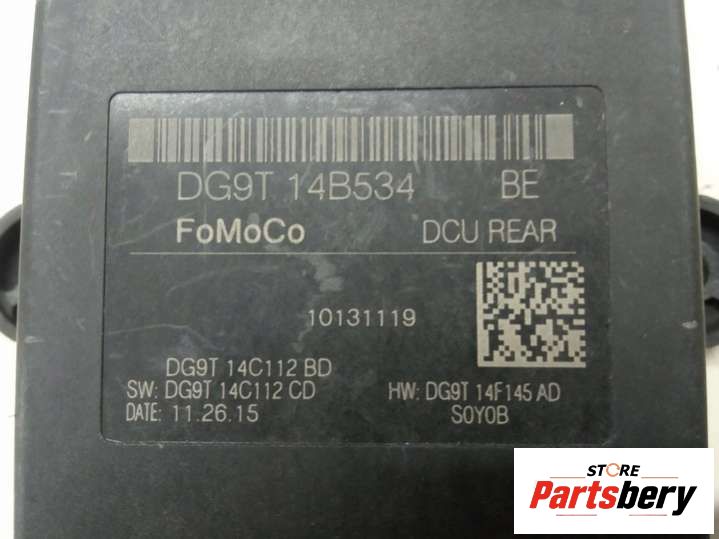 DG9T 14B534 BE
FoMoCo DCU REAR
10131119
DG9T 14C112 BD
SW: DG9T 14C112 CD HW: DG9T 14F145 AD
DATE: 11.26.15 S0Y0B
STORE
Partsbery